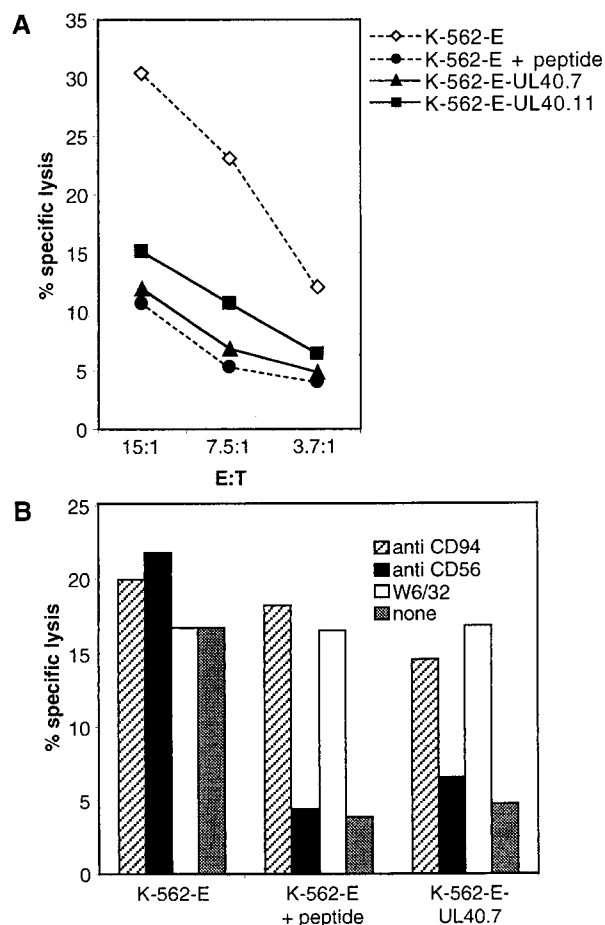 A
35
30
25
20
15
10
5
0
% specific lysis
15:1
7.5:1
3.7:1
E:T
K-562-E
K-562-E + peptide
K-562-E-UL40.7
K-562-E-UL40.11
B
25
20
15
10
5
0
% specific lysis
anti CD94
anti CD56
W6/32
none
K-562-E
K-562-E
+ peptide
K-562-E-
UL40.7